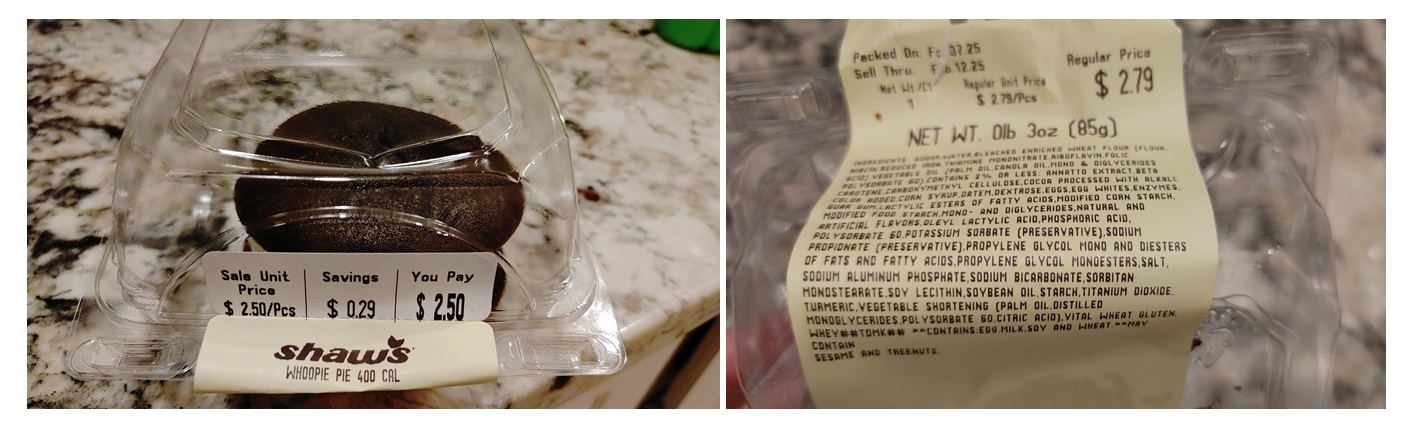 Sale Unit Price
Savings
You Pay
$ 2.50/Pcs
$ 0.29
$ 2.50
shaw's
WHOOPIE PIE 400 CAL
Packed On: Feb.07.25
Sell Thru: Feb.12.25
Regular Price
$ 2.79
Net Wt./Ct
Regular Unit Price
1
$ 2.79/Pcs
NET WT. 0lb 3oz (85g)
INGREDIENTS: SUGAR,WATER,BLEACHED ENRICHED WHEAT FLOUR (FLOUR,
NIACIN,REDUCED IRON,THIAMINE MONONITRATE,RIBOFLAVIN,FOLIC
ACID),VEGETABLE OIL (PALM OIL,CANOLA OIL,MONO & DIGLYCERIDES
POLYSORBATE 60),CONTAINS 2% OR LESS: ANNATTO EXTRACT,BETA
CAROTENE,CARBOXYMETHYL CELLULOSE,COCOA PROCESSED WITH ALKALI,
COLOR ADDED,CORN SYRUP,DATEM,DEXTROSE,EGGS,EGG WHITES,ENZYMES,
GUAR GUM,LACTYLIC ESTERS OF FATTY ACIDS,MODIFIED CORN STARCH,
MODIFIED FOOD STARCH,MONO- AND DIGLYCERIDES,NATURAL AND
ARTIFICIAL FLAVORS,OLEYL LACTYLIC ACID,PHOSPHORIC ACID,
POLYSORBATE 60,POTASSIUM SORBATE (PRESERVATIVE),SODIUM
PROPIONATE (PRESERVATIVE),PROPYLENE GLYCOL MONO AND DIESTERS
OF FATS AND FATTY ACIDS,PROPYLENE GLYCOL MONOESTERS,SALT,
SODIUM ALUMINUM PHOSPHATE,SODIUM BICARBONATE,SORBITAN
MONOSTEARATE,SOY LECITHIN,SOYBEAN OIL,STARCH,TITANIUM DIOXIDE,
TURMERIC,VEGETABLE SHORTENING (PALM OIL,DISTILLED
MONOGLYCERIDES,POLYSORBATE 60,CITRIC ACID),VITAL WHEAT GLUTEN,
WHEY##TDMK## **CONTAINS:EGG MILK,SOY AND WHEAT.**MAY
CONTAIN
SESAME AND TREENUTS.